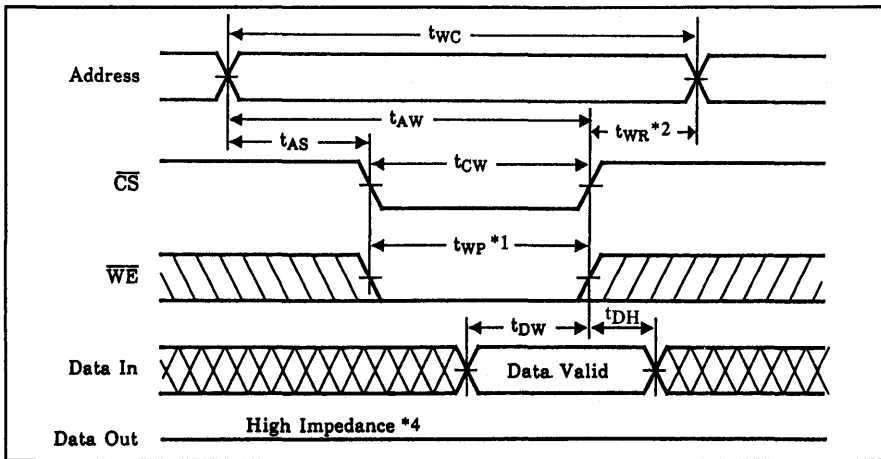 tWC
Address
tAW
tWR *2
tAS
tCW
CS
tWP *1
WE
tDW
tDH
Data In
Data Valid
High Impedance *4
Data Out